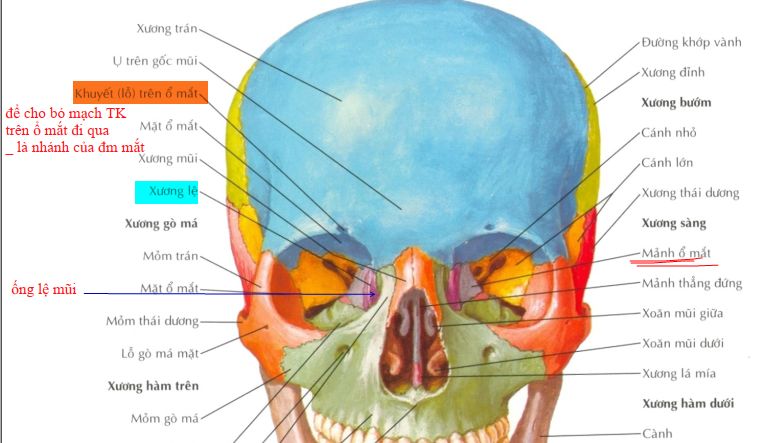 Xương trán
Ụ trên gốc mũi
Khuyết (lỗ) trên ổ mắt
để cho bó mạch TK
trên ổ mắt đi qua
_ là nhánh của đm mắt
Mặt ổ mắt
Xương mũi
Xương lệ
Xương gò má
Mỏm trán
ống lệ mũi
Mặt ổ mắt
Mỏm thái dương
Lỗ gò má mặt
Xương hàm trên
Mỏm gò má
Đường khớp vành
Xương đỉnh
Xương bướm
Cánh nhỏ
Cánh lớn
Xương thái dương
Xương sàng
Mảnh ổ mắt
Mảnh thẳng đứng
Xoăn mũi giữa
Xoăn mũi dưới
Xương lá mía
Xương hàm dưới
Cành